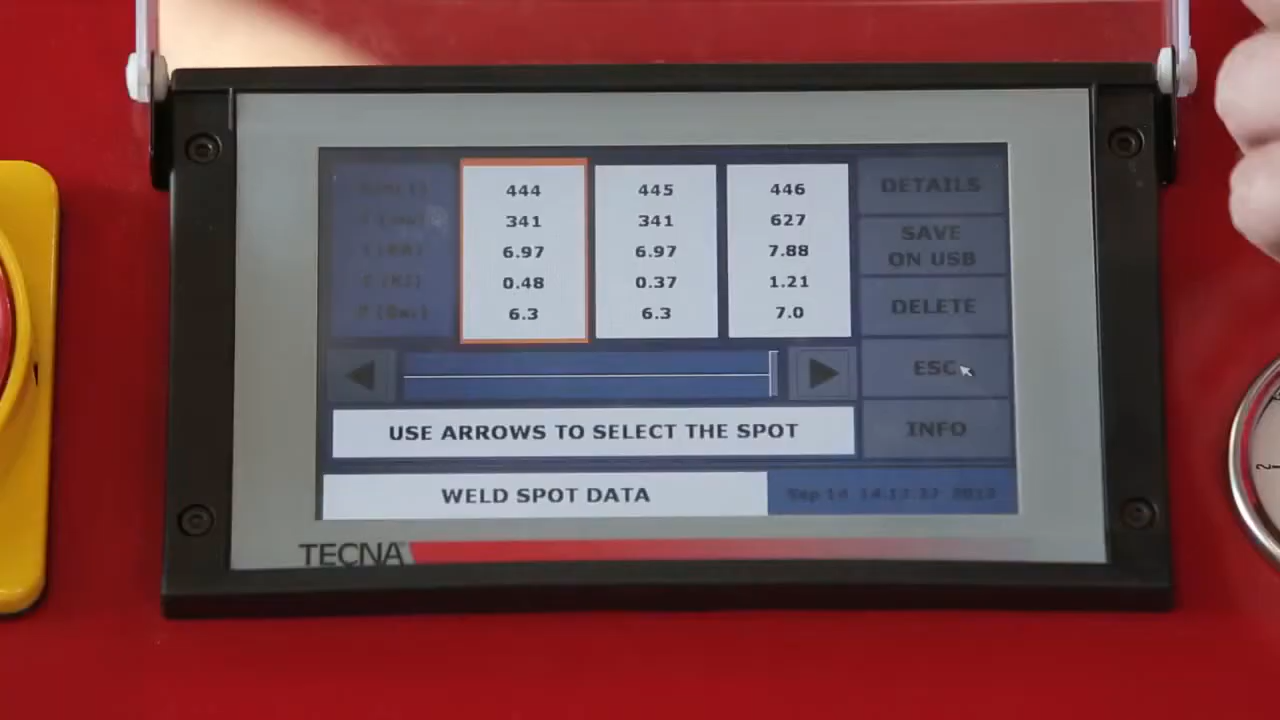 444 445 446 DETAILS
341 341 627
6.97 6.97 7.88 SAVE
ON USB
0.48 0.37 1.21
6.3 6.3 7.0 DELETE
ESC
USE ARROWS TO SELECT THE SPOT INFO
WELD SPOT DATA
TECNA